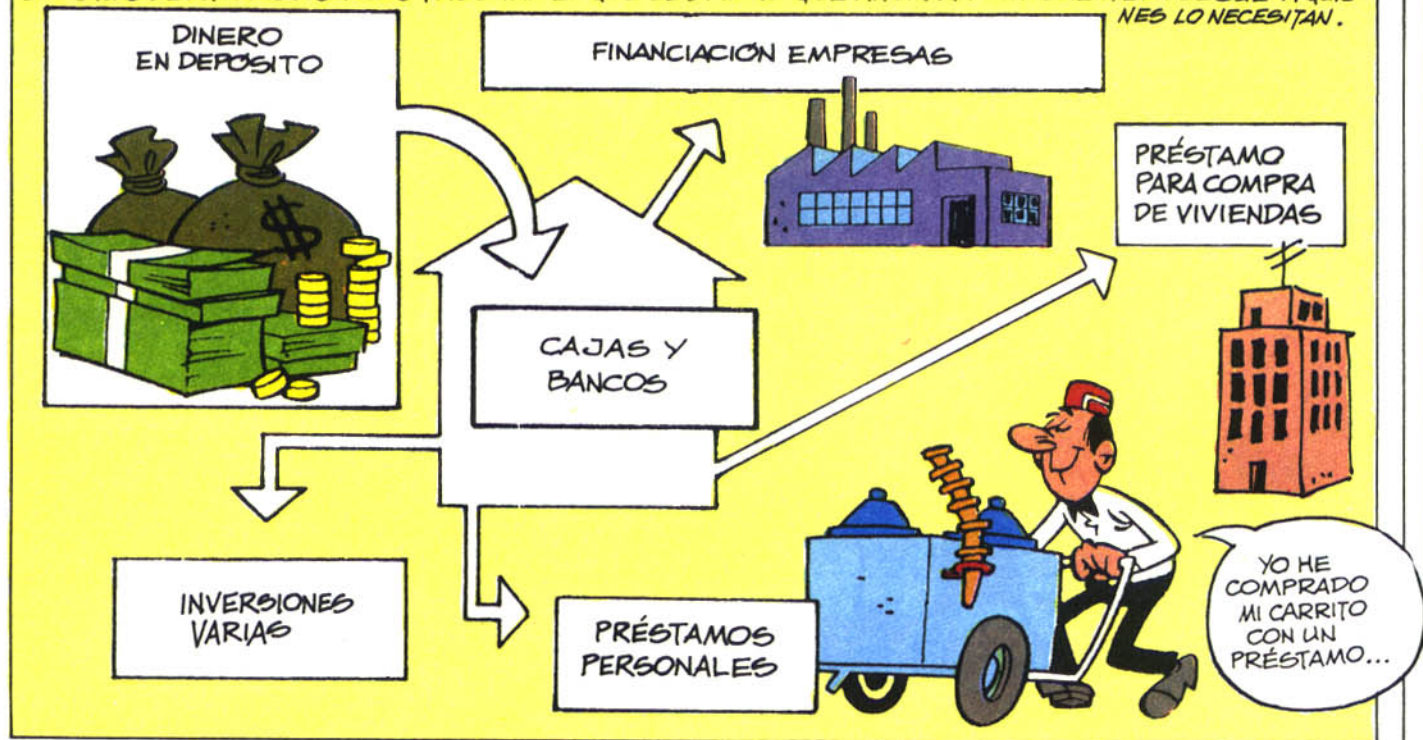 NES LO NECESITAN.
DINERO
EN DEPÓSITO
FINANCIACIÓN EMPRESAS
PRÉSTAMO
PARA COMPRA
DE VIVIENDAS
$
CAJAS Y
BANCOS
INVERSIONES
VARIAS
PRÉSTAMOS
PERSONALES
YO HE
COMPRADO
MI CARRITO
CON UN
PRÉSTAMO...